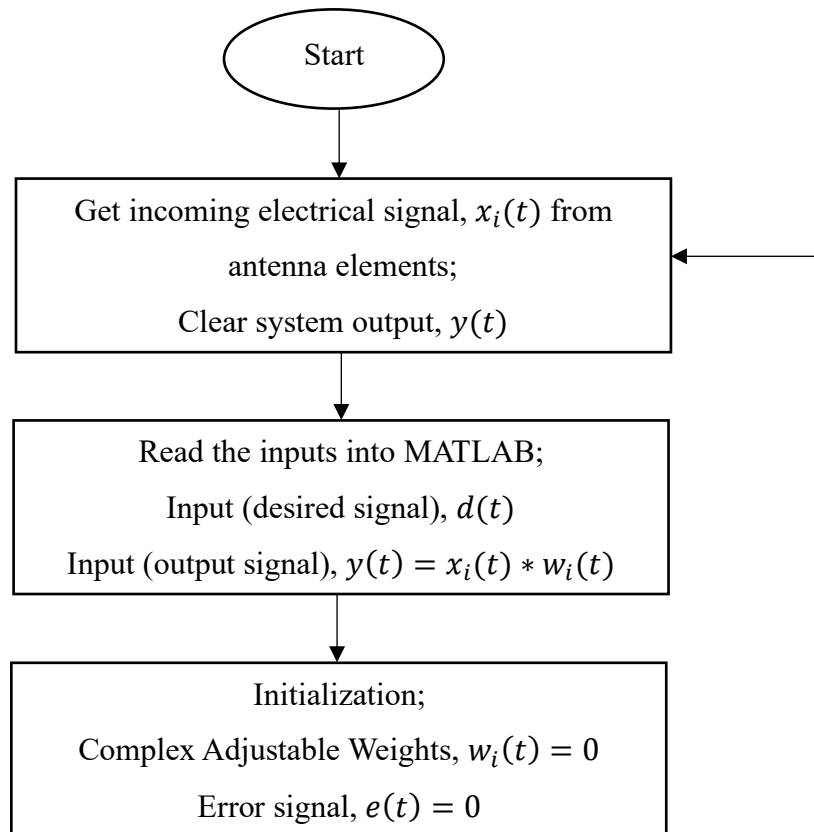 Start
Get incoming electrical signal, x_i(t) from
antenna elements;
Clear system output, y(t)
Read the inputs into MATLAB;
Input (desired signal), d(t)
Input (output signal), y(t) = x_i(t) * w_i(t)
Initialization;
Complex Adjustable Weights, w_i(t) = 0
Error signal, e(t) = 0